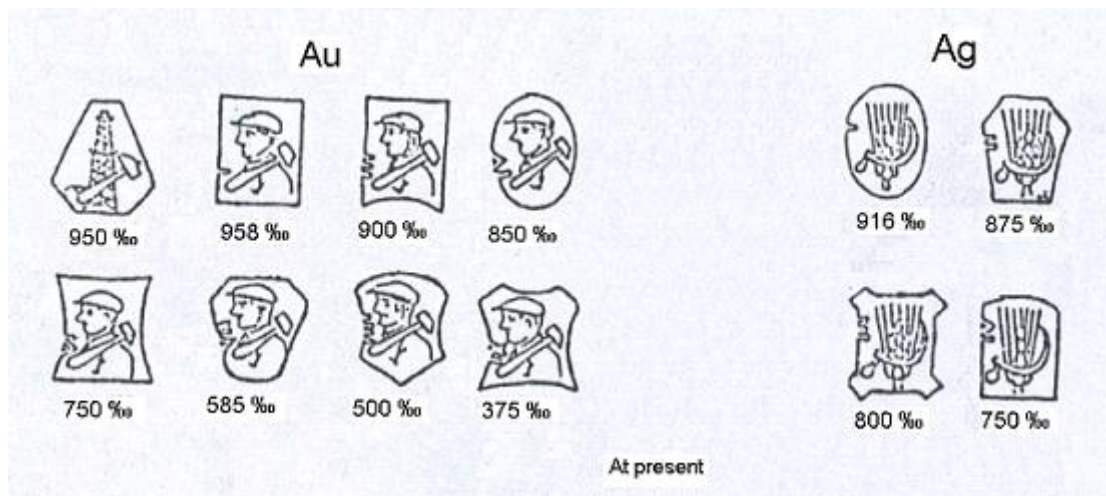 Au Ag
950 ‰ 958 ‰ 900 ‰ 850 ‰ 916 ‰ 875 ‰
750 ‰ 585 ‰ 500 ‰ 375 ‰ 800 ‰ 750 ‰
At present